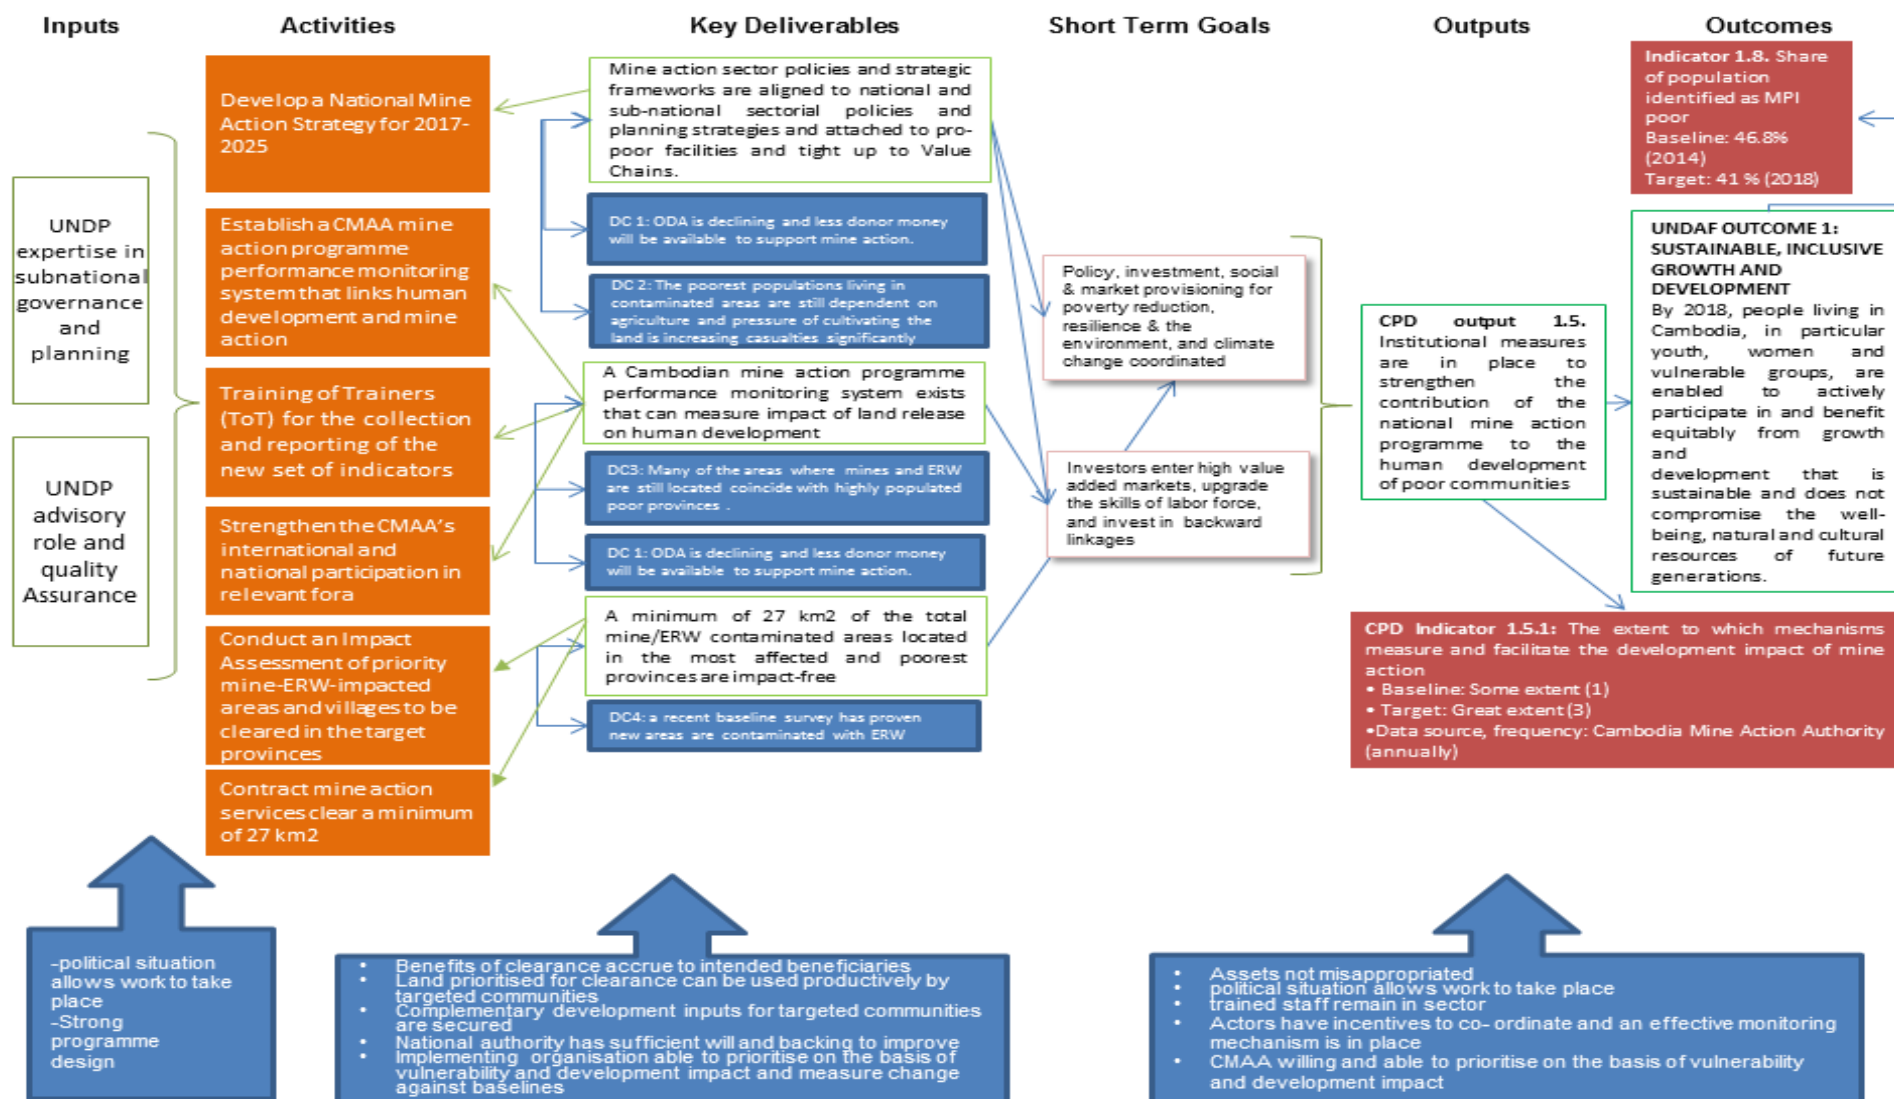 Inputs
Activities
Key Deliverables
Short Term Goals
Outputs
Outcomes
UNDP
expertise in
subnational
governance
and
planning
UNDP
advisory
role and
quality
Assurance
Develop a National Mine
Action Strategy for 2017-
2025
Establish a CMAA mine
action programme
performance monitoring
system that links human
development and mine
action
Training of Trainers
(ToT) for the collection
and reporting of the
new set of indicators
Strengthen the CMAA's
international and
national participation in
relevant fora
Conduct an Impact
Assessment of priority
mine-ERW-impacted
areas and villages to be
cleared in the target
provinces
Contract mine action
services clear a minimum
of 27 km2
Mine action sector policies and strategic
frameworks are aligned to national and
sub-national sectorial policies and
planning strategies and attached to pro-
poor facilities and tight up to Value
Chains.
DC 1: ODA is declining and less donor money
will be available to support mine action.
DC 2: The poorest populations living in
contaminated areas are still dependent on
agriculture and pressure of cultivating the
land is increasing casualties significantly
A Cambodian mine action programme
performance monitoring system exists
that can measure impact of land release
on human development
DC3: Many of the areas where mines and ERW
are still located coincide with highly populated
poor provinces .
DC 1: ODA is declining and less donor money
will be available to support mine action.
A minimum of 27 km2 of the total
mine/ERW contaminated areas located
in the most affected and poorest
provinces are impact-free
DC4: a recent baseline survey has proven
new areas are contaminated with ERW
Policy, investment, social
& market provisioning for
poverty reduction,
resilience & the
environment, and climate
change coordinated
Investors enter high value
added markets, upgrade
the skills of labor force,
and invest in backward
linkages
CPD output 1.5.
Institutional measures
are in place to
strengthen the
contribution of the
national mine action
programme to the
human development
of poor communities
Indicator 1.8. Share
of population
identified as MPI
poor
Baseline: 46.8%
(2014)
Target: 41 % (2018)
UNDAF OUTCOME 1:
SUSTAINABLE, INCLUSIVE
GROWTH AND
DEVELOPMENT
By 2018, people living in
Cambodia, in particular
youth, women and
vulnerable groups, are
enabled to actively
participate in and benefit
equitably from growth
and
development that is
sustainable and does not
compromise the well-
being, natural and cultural
resources of future
generations.
CPD Indicator 1.5.1: The extent to which mechanisms
measure and facilitate the development impact of mine
action
• Baseline: Some extent (1)
• Target: Great extent (3)
•Data source, frequency: Cambodia Mine Action Authority
(annually)
-political situation
allows work to take
place
-Strong
programme
design
• Benefits of clearance accrue to intended beneficiaries
• Land prioritised for clearance can be used productively by
targeted communities
• Complementary development inputs for targeted communities
are secured
• National authority has sufficient will and backing to improve
• Implementing organisation able to prioritise on the basis of
vulnerability and development impact and measure change
against baselines
• Assets not misappropriated
• political situation allows work to take place
• trained staff remain in sector
• Actors have incentives to co- ordinate and an effective monitoring
mechanism is in place
• CMAA willing and able to prioritise on the basis of vulnerability
and development impact